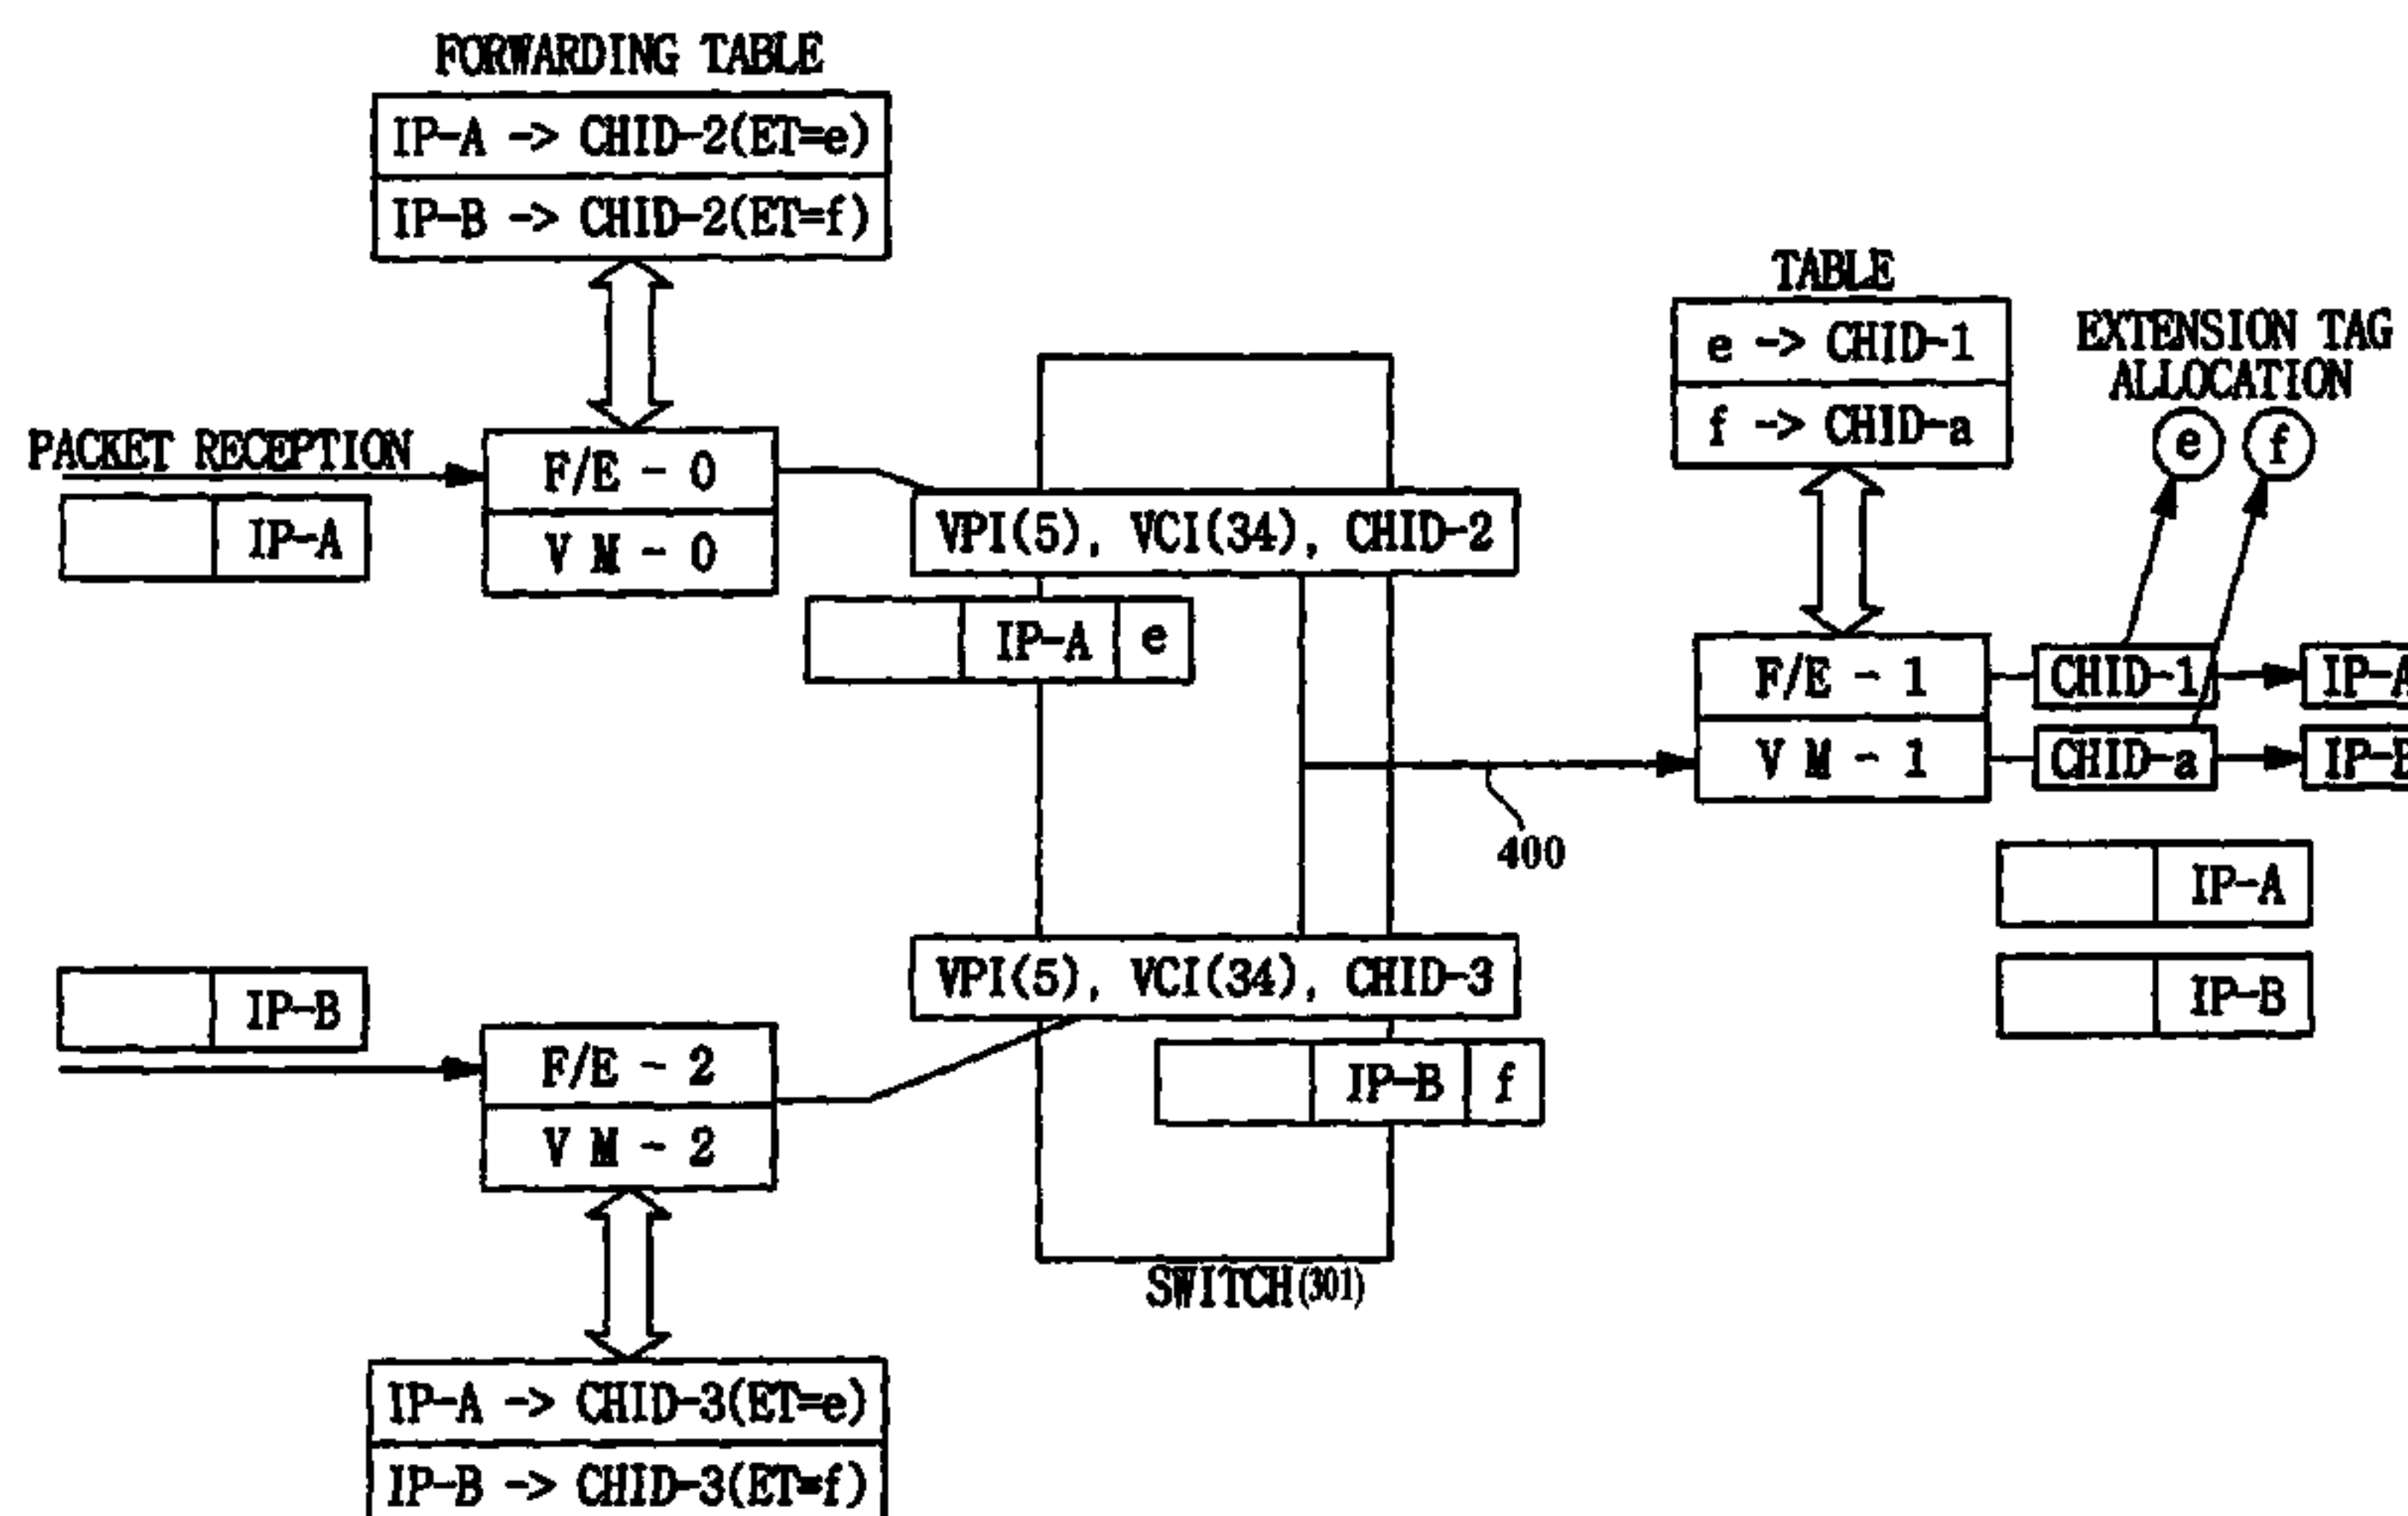 FORWARDING TABLE
IP-A -> CHID-2(ET=e)
IP-B -> CHID-2(ET=f)
TABLE
e -> CHID-1
f -> CHID-a
EXTENSION TAG
ALLOCATION
e f
PACKET RECEPTION
IP-A
F/E - 0
V M - 0
VPI(5), VCI(34), CHID-2
IP-A e
F/E - 1
V M - 1
CHID-1
IP-A
CHID-a
IP-B
400
IP-A
IP-B
VPI(5), VCI(34), CHID-3
IP-B
F/E - 2
V M - 2
IP-B f
SWITCH(301)
IP-A -> CHID-3(ET=e)
IP-B -> CHID-3(ET=f)